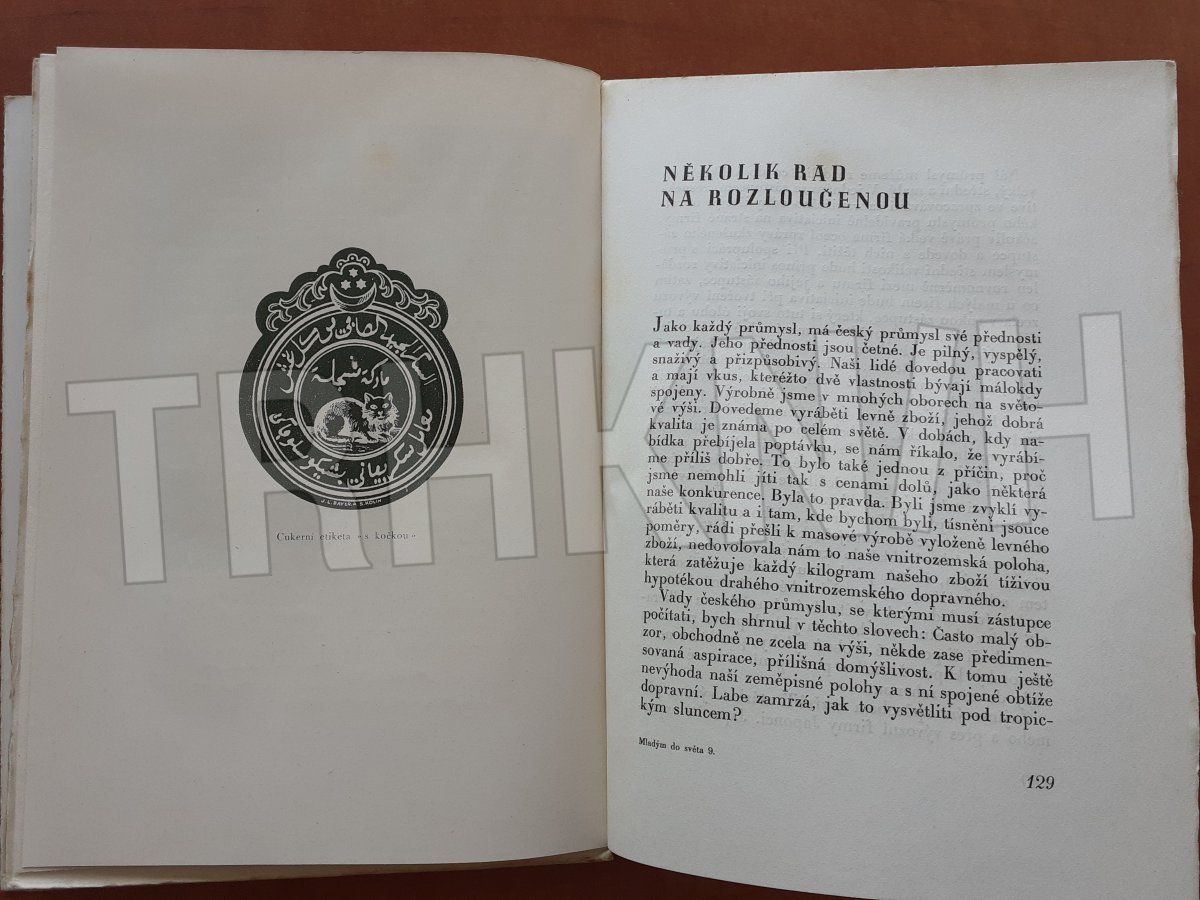 ماركة مسجلة
J. L. BAYER & S. KOLÍN
Cukerní etiketa »s kočkou«
NĚKOLIK RAD
NA ROZLOUČENOU
Jako každý průmysl, má český průmysl své přednosti
a vady. Jeho přednosti jsou četné. Je pilný, vyspělý,
snaživý a přizpůsobivý. Naši lidé dovedou pracovati
a mají vkus, kteréžto dvě vlastnosti bývají málokdy
spojeny. Výrobně jsme v mnohých oborech na světo-
vé výši. Dovedeme vyráběti levně zboží, jehož dobrá
kvalita je známa po celém světě. V dobách, kdy na-
bídka přebíjela poptávku, se nám říkalo, že vyrábí-
me příliš dobře. To bylo také jednou z příčin, proč
jsme nemohli jíti tak s cenami dolů, jako některá
naše konkurence. Byla to pravda. Byli jsme zvyklí vy-
ráběti kvalitu a i tam, kde bychom byli, tísněni jsouce
poměry, rádi přešli k masové výrobě vyloženě levného
zboží, nedovolovala nám to naše vnitrozemská poloha,
která zatěžuje každý kilogram našeho zboží tíživou
hypotékou drahého vnitrozemského dopravného.
Vady českého průmyslu, se kterými musí zástupce
počítati, bych shrnul v těchto slovech: Často malý ob-
zor, obchodně ne zcela na výši, někde zase předimen-
sovaná aspirace, přílišná domýšlivost. K tomu ještě
nevýhoda naší zeměpisné polohy a s ní spojené obtíže
dopravní. Labe zamrzá, jak to vysvětliti pod tropic-
kým sluncem?
Mladým do světa 9.
129
TRHKNIH